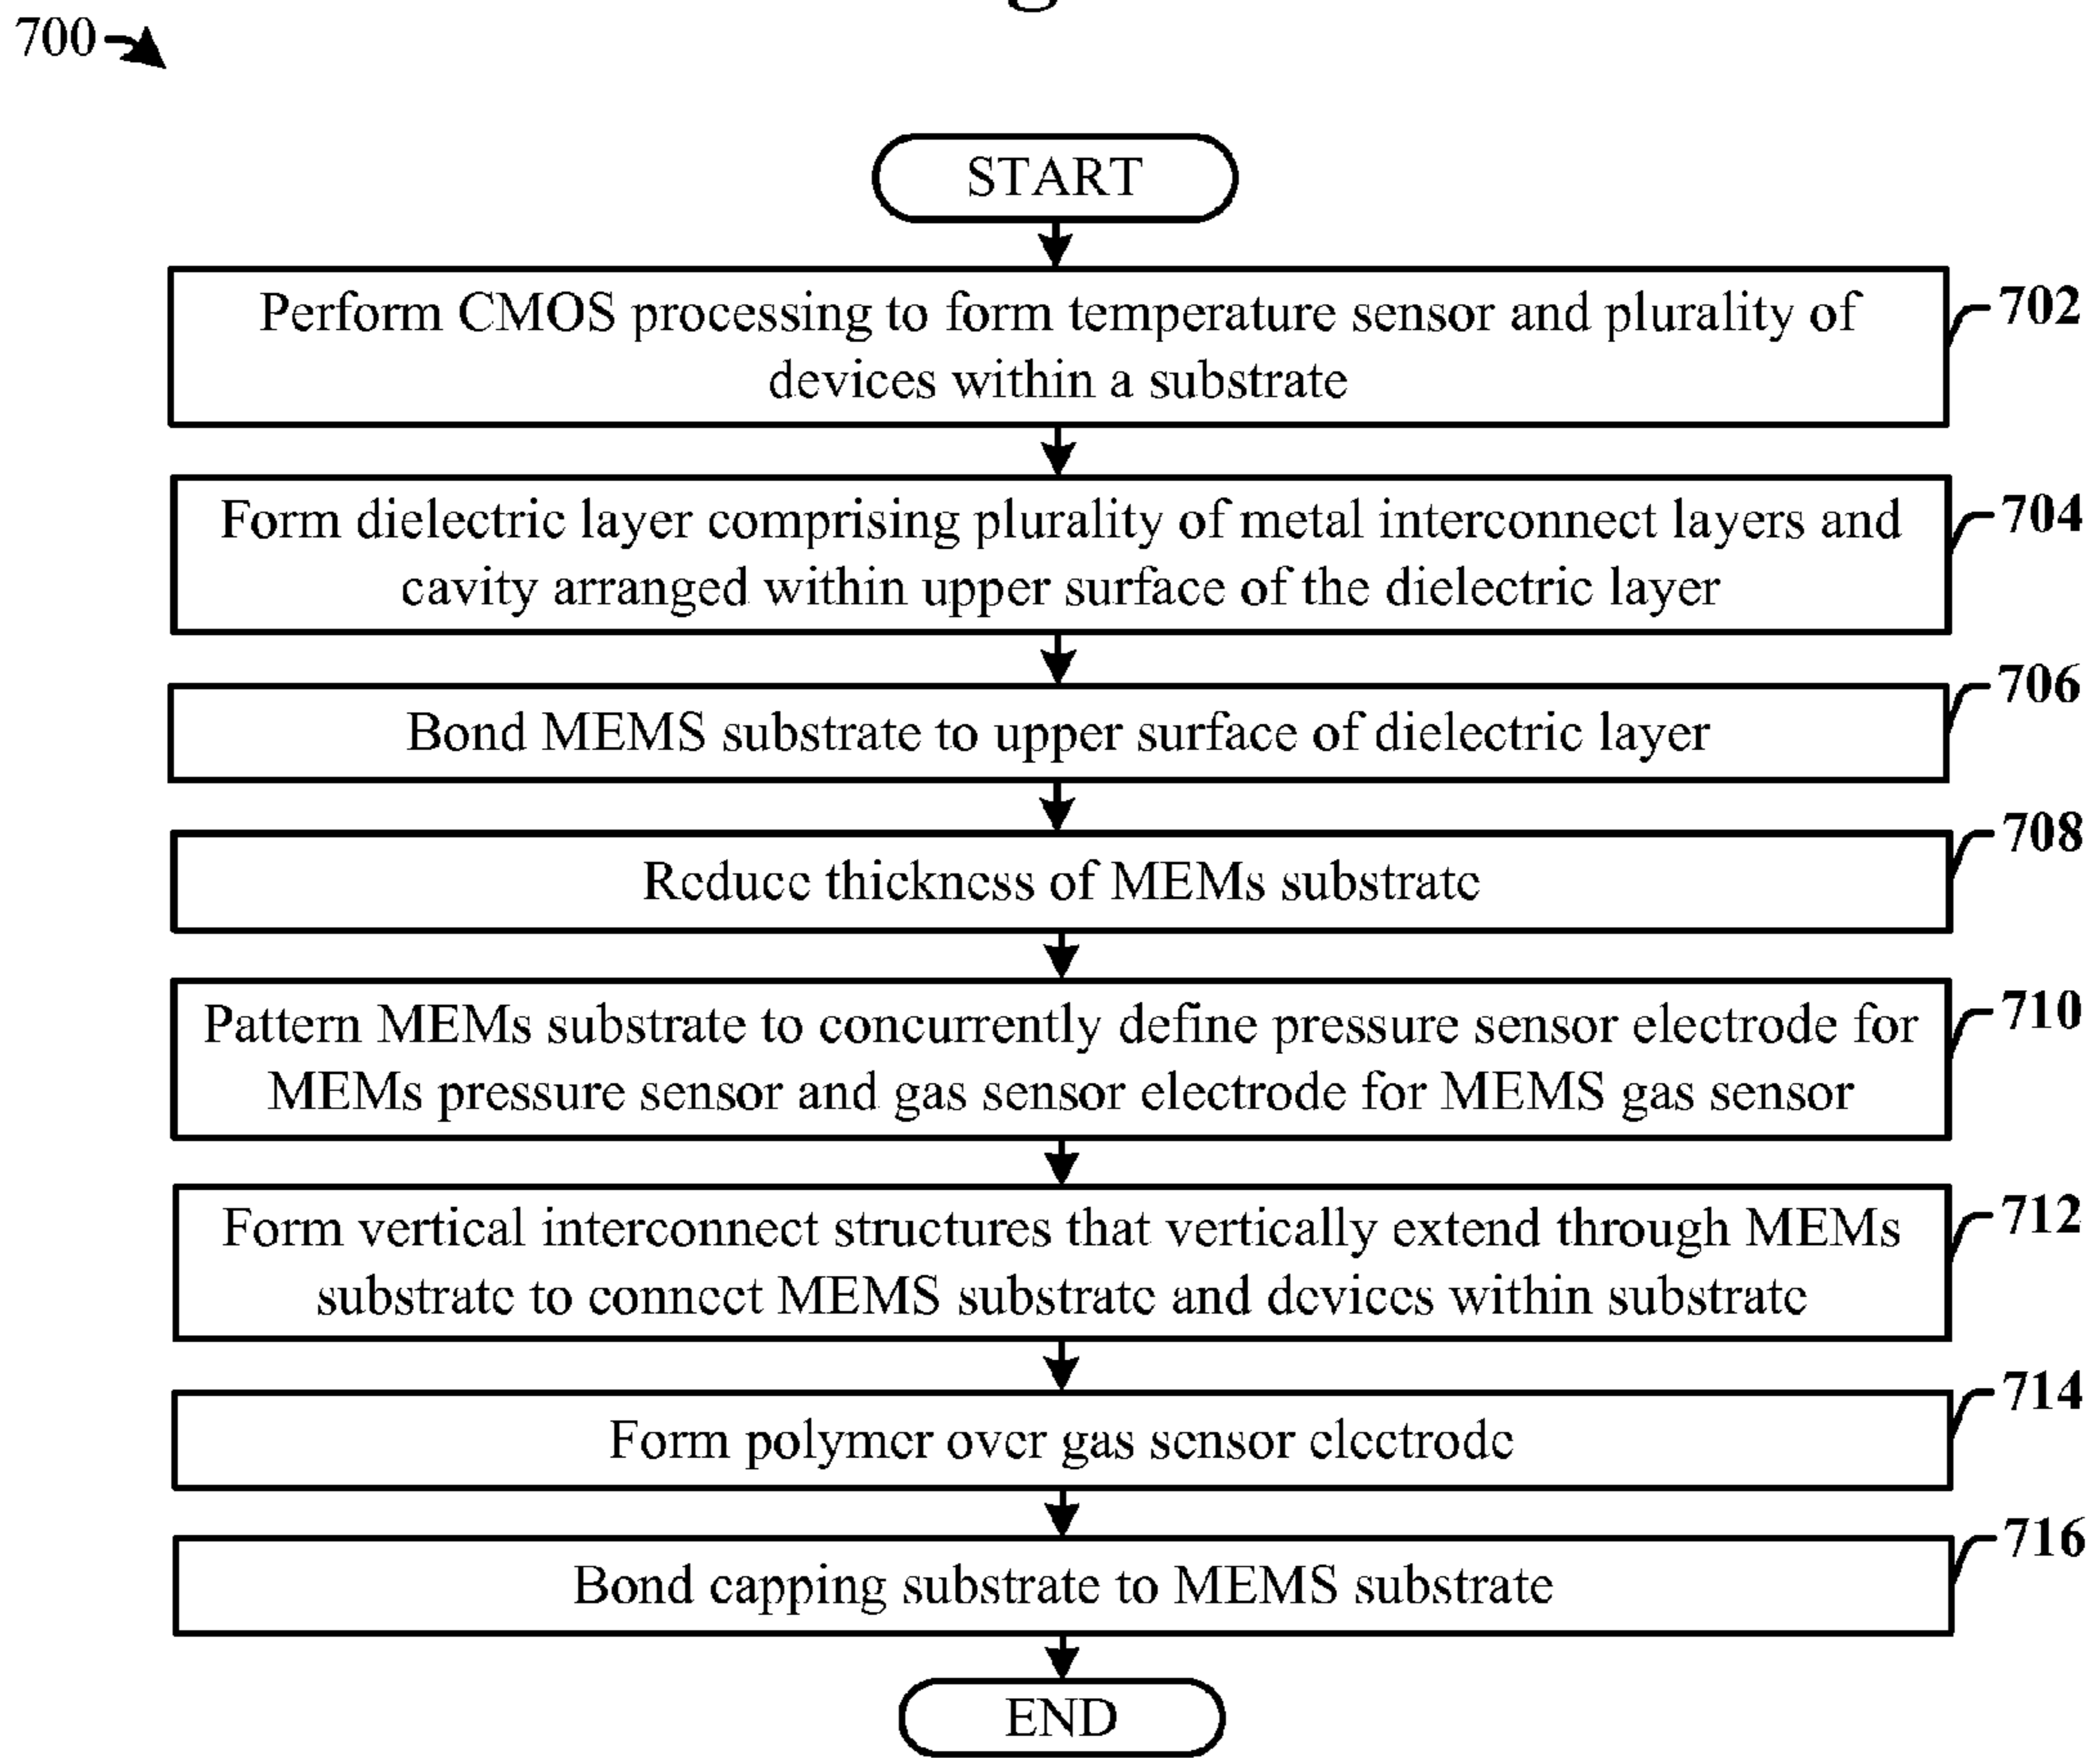 700
START
Perform CMOS processing to form temperature sensor and plurality of
devices within a substrate
702
Form dielectric layer comprising plurality of metal interconnect layers and
cavity arranged within upper surface of the dielectric layer
704
Bond MEMS substrate to upper surface of dielectric layer
706
Reduce thickness of MEMs substrate
708
Pattern MEMs substrate to concurrently define pressure sensor electrode for
MEMs pressure sensor and gas sensor electrode for MEMS gas sensor
710
Form vertical interconnect structures that vertically extend through MEMs
substrate to connect MEMS substrate and devices within substrate
712
Form polymer over gas sensor electrode
714
Bond capping substrate to MEMS substrate
716
END